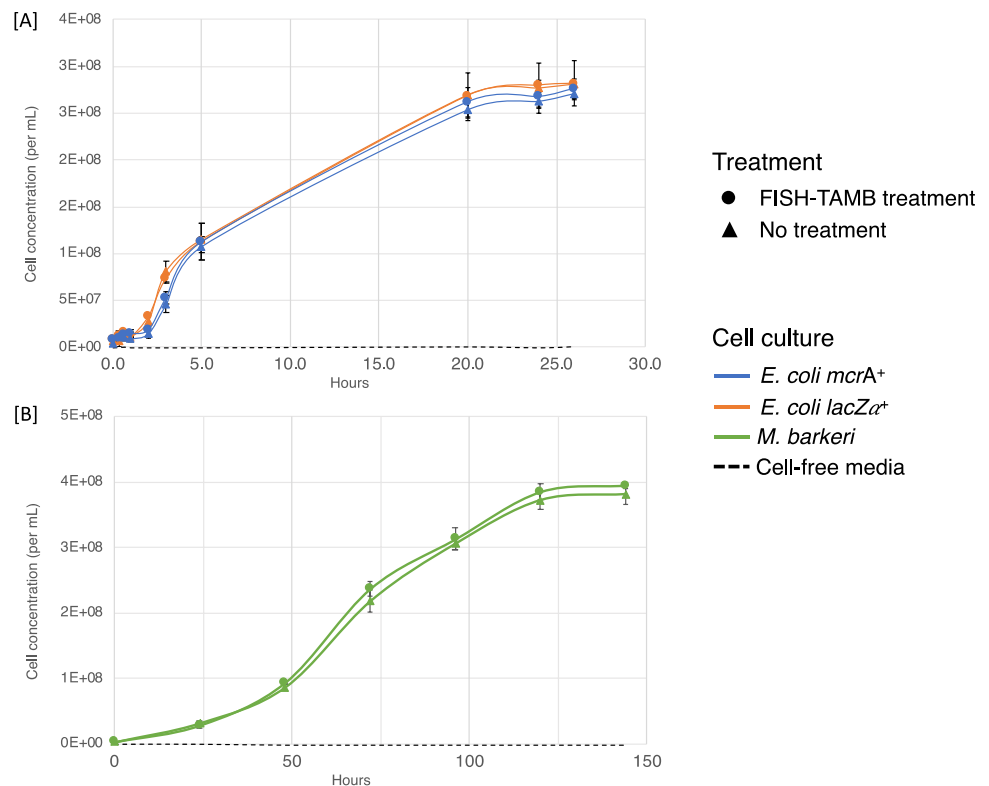 [A]
4E+08
3E+08
3E+08
2E+08
2E+08
1E+08
5E+07
0E+00
Cell concentration (per mL)
0.0 5.0 10.0 15.0 20.0 25.0 30.0
Hours
[B]
5E+08
4E+08
3E+08
2E+08
1E+08
0E+00
Cell concentration (per mL)
0 50 100 150
Hours
Treatment
FISH-TAMB treatment
No treatment
Cell culture
E. coli mcrA⁺
E. coli lacZα⁺
M. barkeri
Cell-free media